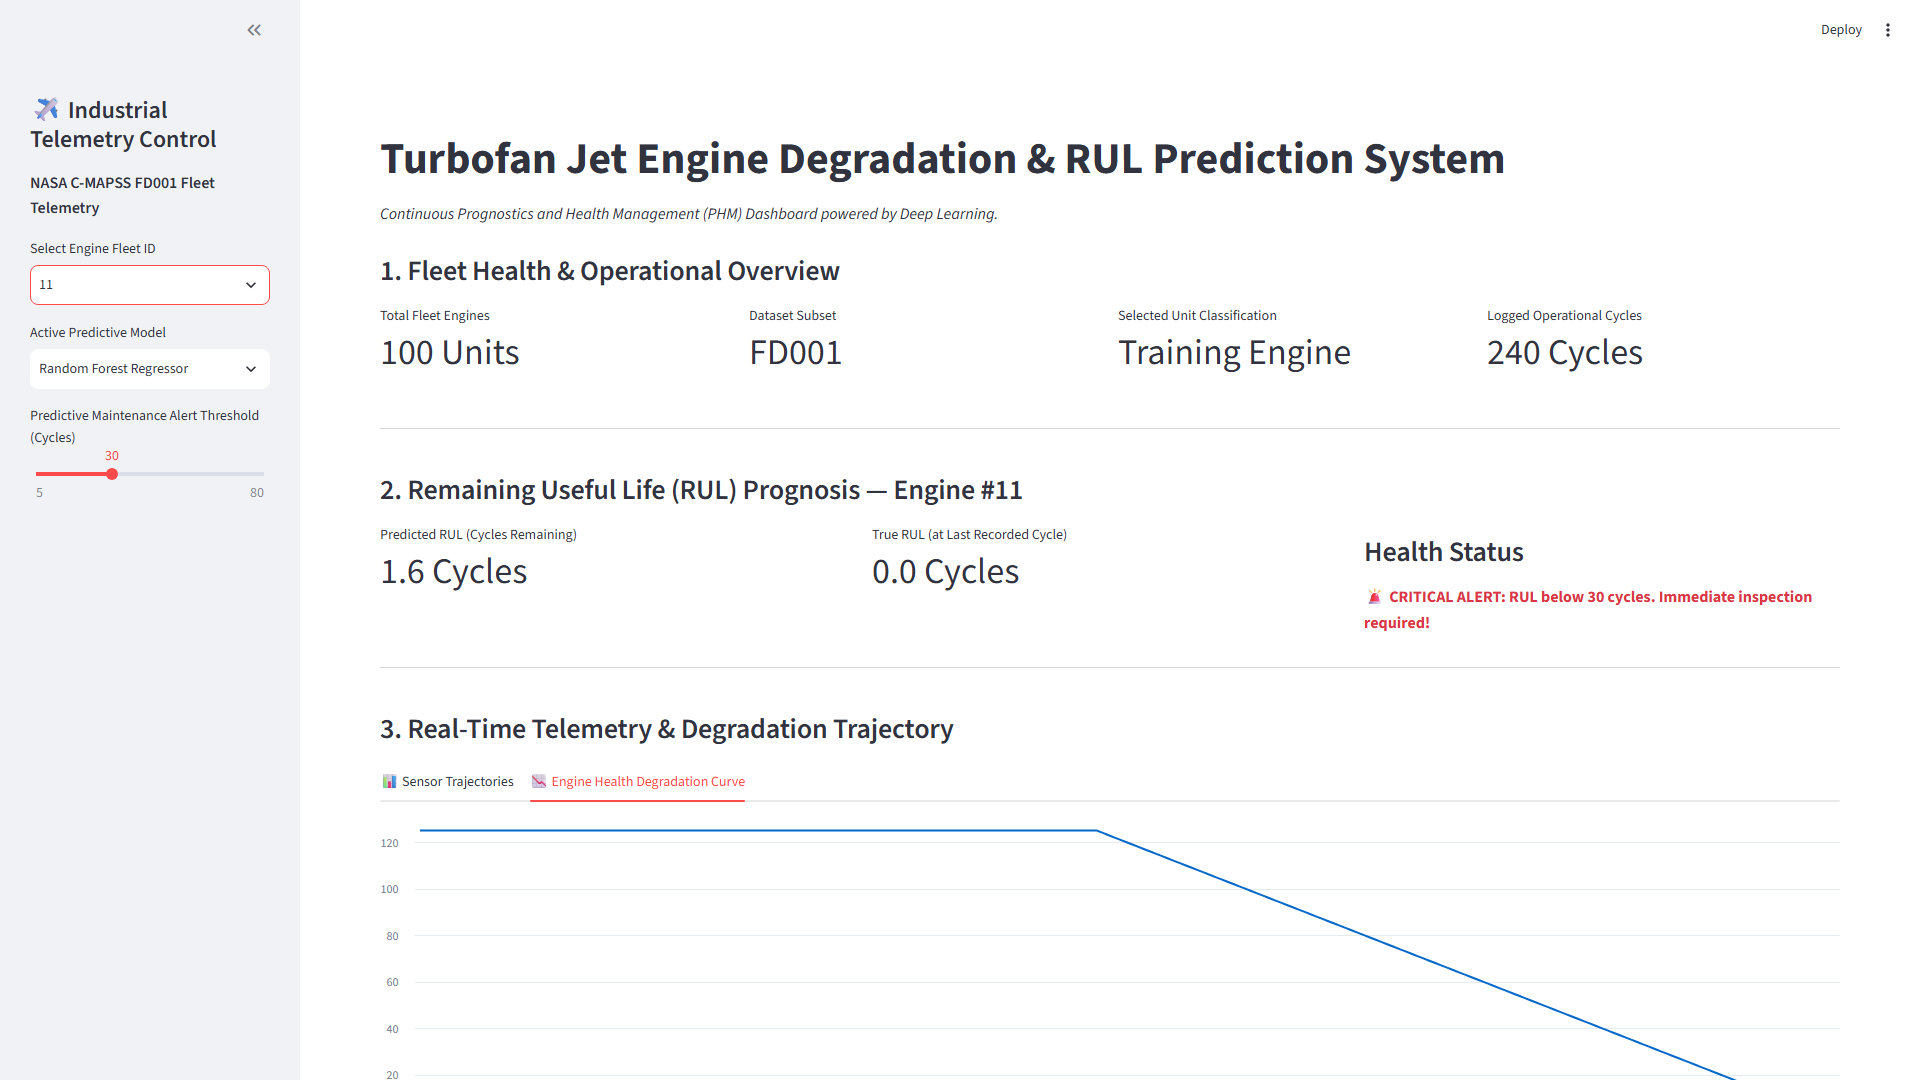 Deploy
Industrial
Telemetry Control
NASA C-MAPSS FD001 Fleet
Telemetry
Select Engine Fleet ID
11
Active Predictive Model
Random Forest Regressor
Predictive Maintenance Alert Threshold
(Cycles)
30
5 80
Turbofan Jet Engine Degradation & RUL Prediction System
Continuous Prognostics and Health Management (PHM) Dashboard powered by Deep Learning.
1. Fleet Health & Operational Overview
Total Fleet Engines
100 Units
Dataset Subset
FD001
Selected Unit Classification
Training Engine
Logged Operational Cycles
240 Cycles
2. Remaining Useful Life (RUL) Prognosis — Engine #11
Predicted RUL (Cycles Remaining)
1.6 Cycles
True RUL (at Last Recorded Cycle)
0.0 Cycles
Health Status
CRITICAL ALERT: RUL below 30 cycles. Immediate inspection
required!
3. Real-Time Telemetry & Degradation Trajectory
Sensor Trajectories
Engine Health Degradation Curve
120
100
80
60
40
20